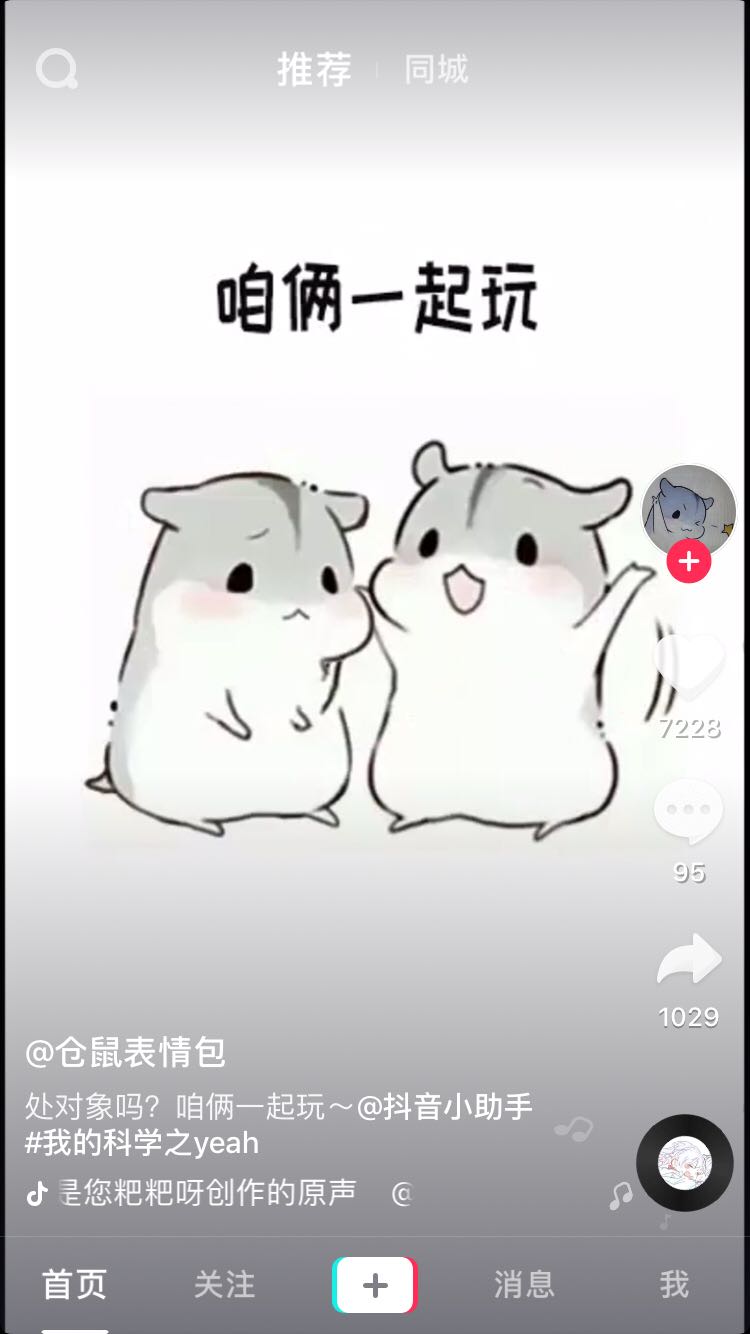 推荐 同城
咱俩一起玩
7228
95
1029
@仓鼠表情包
处对象吗？咱俩一起玩～@抖音小助手
#我的科学之yeah
是您粑粑呀创作的原声 @
首页 关注 消息 我